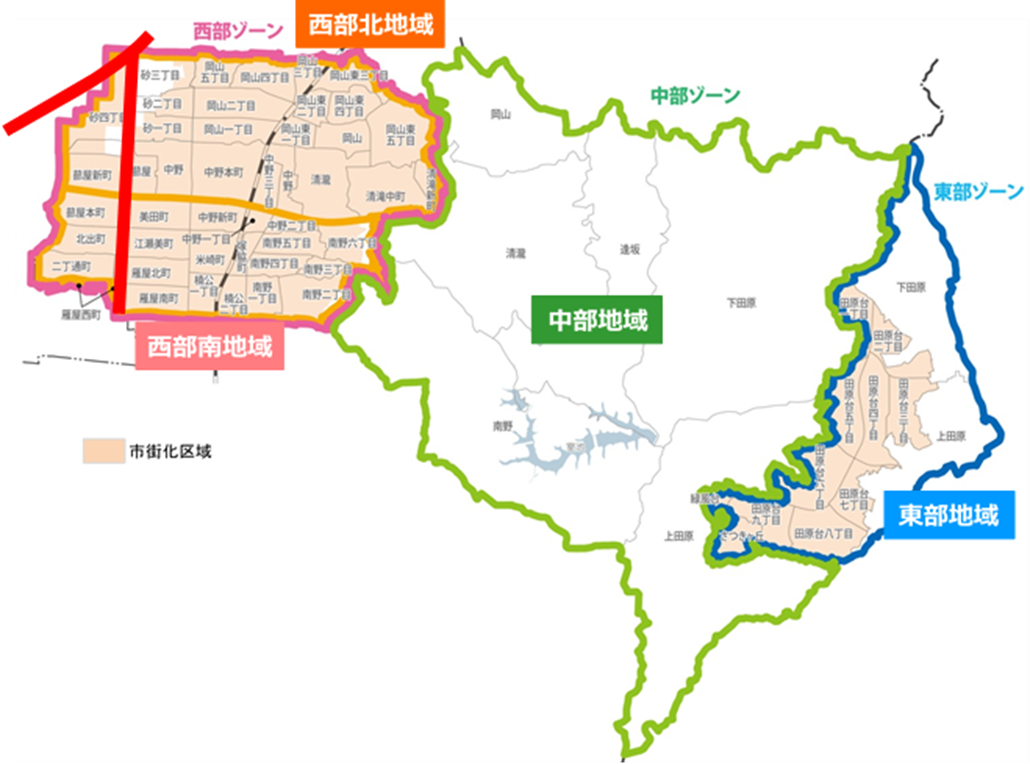 西部ゾーン
西部北地域
中部ゾーン
東部ゾーン
砂三丁目
岡山
五丁目
岡山四丁目
岡山
三丁目
岡山東三丁目
砂二丁目
岡山二丁目
岡山東
二丁目
岡山東
四丁目
砂四丁目
砂一丁目
岡山一丁目
岡山東
一丁目
岡山
岡山東
五丁目
岡山
蔀屋新町
蔀屋
中野
中野本町
中野三丁目
中野
清瀧
清滝中町
清滝新町
蔀屋本町
美田町
中野新町
中野二丁目
北出町
江瀬美町
中野一丁目
南野五丁目
南野六丁目
二丁通町
雁屋北町
米崎町
塚脇町
南野四丁目
南野三丁目
楠公
一丁目
雁屋西町
雁屋南町
楠公
二丁目
南野
一丁目
南野二丁目
西部南地域
清瀧
逢坂
下田原
中部地域
南野
上田原
下田原
田原台
一丁目
田原台
二丁目
田原台五丁目
田原台四丁目
田原台三丁目
上田原
田原台六丁目
田原台
七丁目
緑風台
田原台
九丁目
さつきヶ丘
田原台八丁目
東部地域
市街化区域